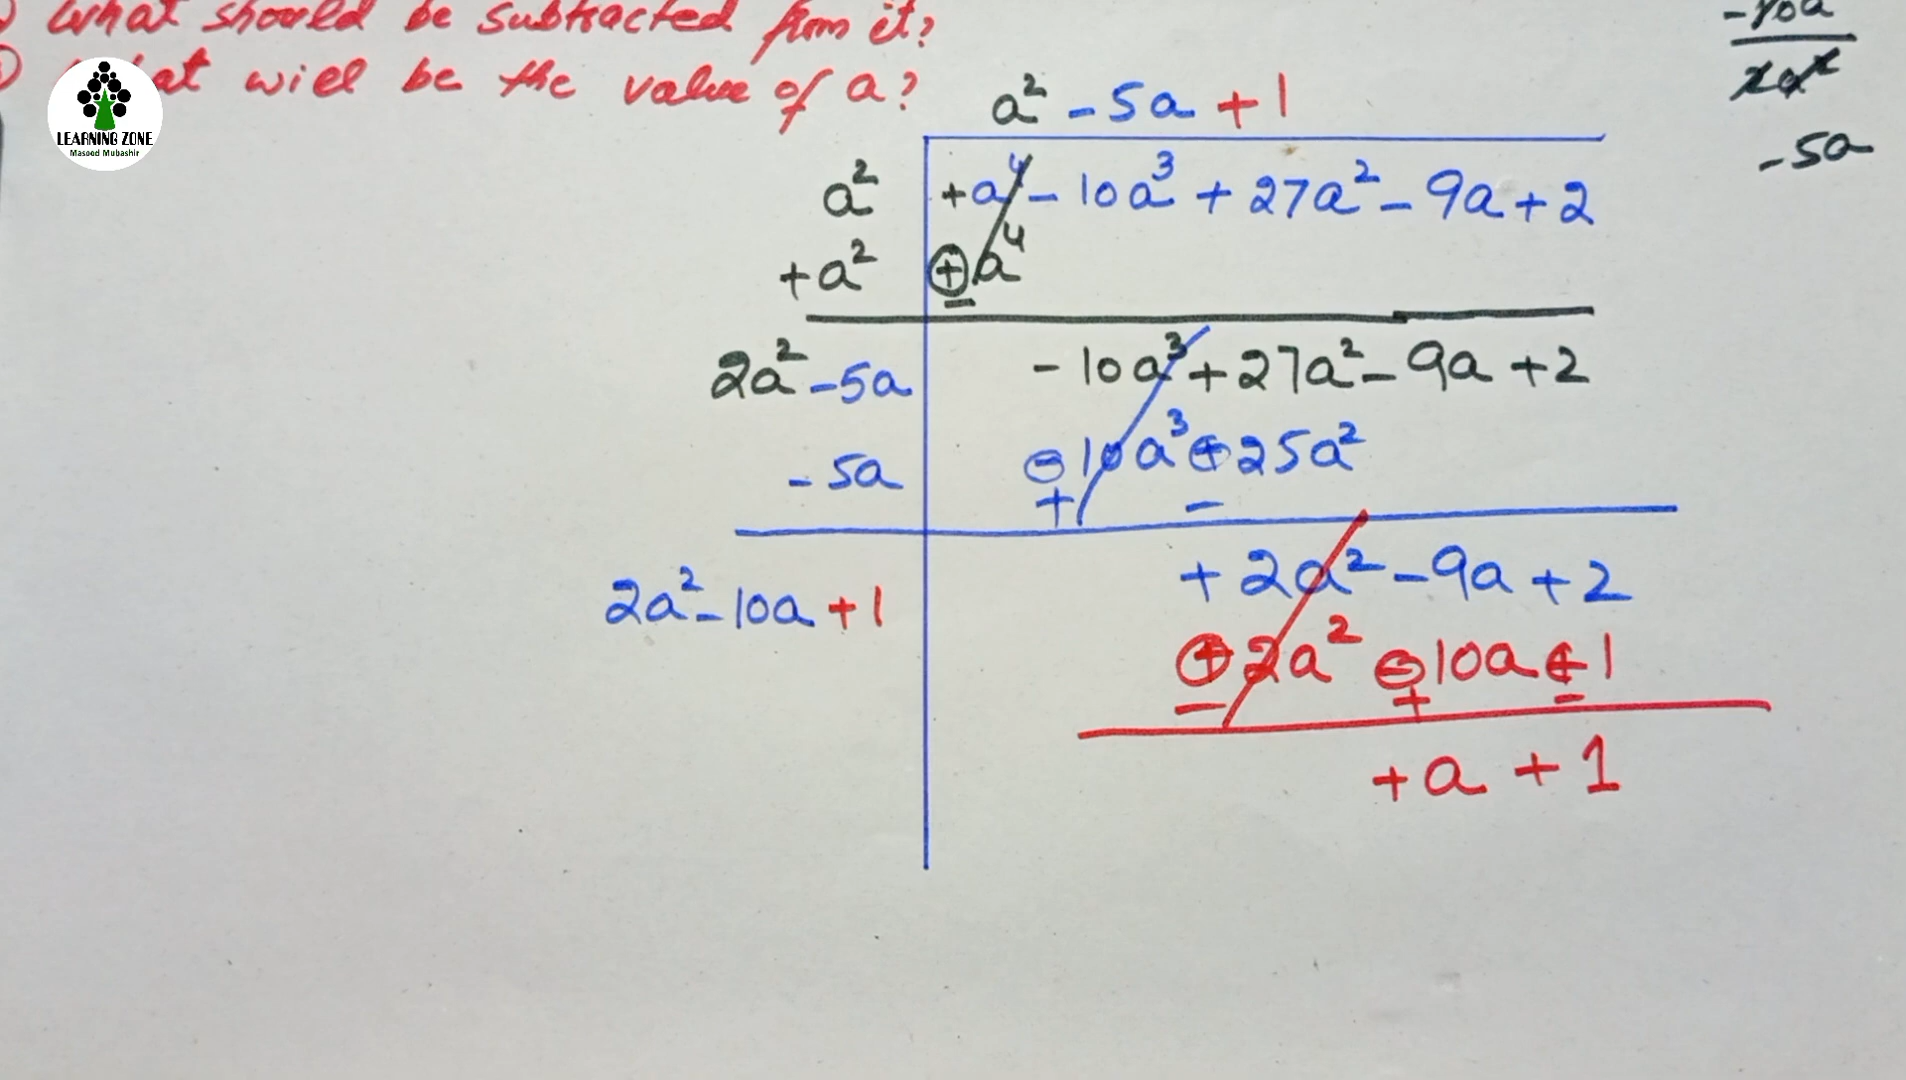 What should be subtracted from it?
what will be the value of a?
LEARNING ZONE
Masood Mubashir
-10a
2a²
-5a
a² - 5a + 1
a² +a⁴ - 10a³ + 27a² - 9a + 2
+a² + a⁴
-
2a² - 5a - 10a³ + 27a² - 9a + 2
- 5a - 10a³ + 25a²
+ -
2a² - 10a + 1 + 2a² - 9a + 2
+ 2a² - 10a + 1
- + -
+ a + 1